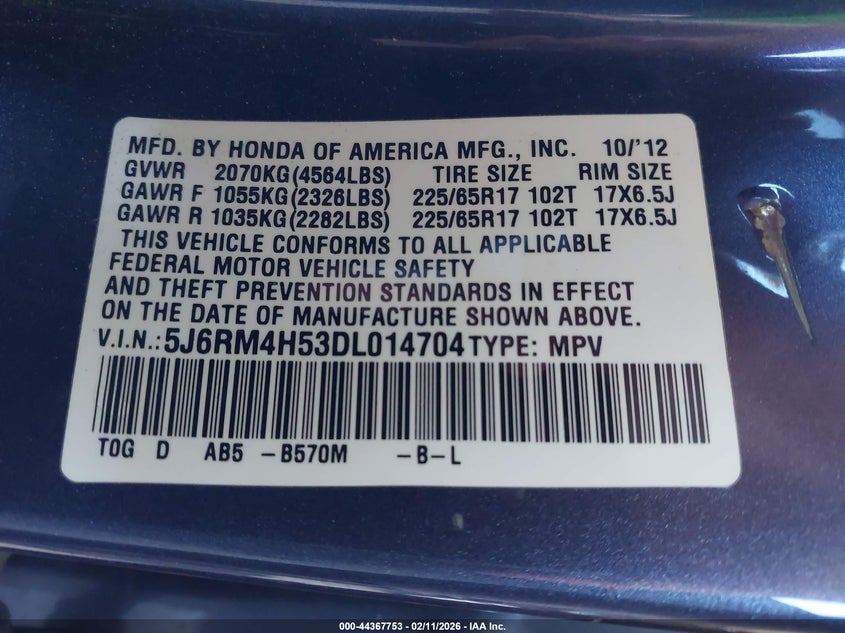 MFD. BY HONDA OF AMERICA MFG., INC. 10/'12
GVWR 2070KG(4564LBS) TIRE SIZE RIM SIZE
GAWR F 1055KG(2326LBS) 225/65R17 102T 17X6.5J
GAWR R 1035KG(2282LBS) 225/65R17 102T 17X6.5J
THIS VEHICLE CONFORMS TO ALL APPLICABLE
FEDERAL MOTOR VEHICLE SAFETY
AND THEFT PREVENTION STANDARDS IN EFFECT
ON THE DATE OF MANUFACTURE SHOWN ABOVE.
V.I.N.:5J6RM4H53DL014704 TYPE: MPV
TOG D AB5 -B570M -B-L
000-44367753 - 02/11/2026 - IAA Inc.